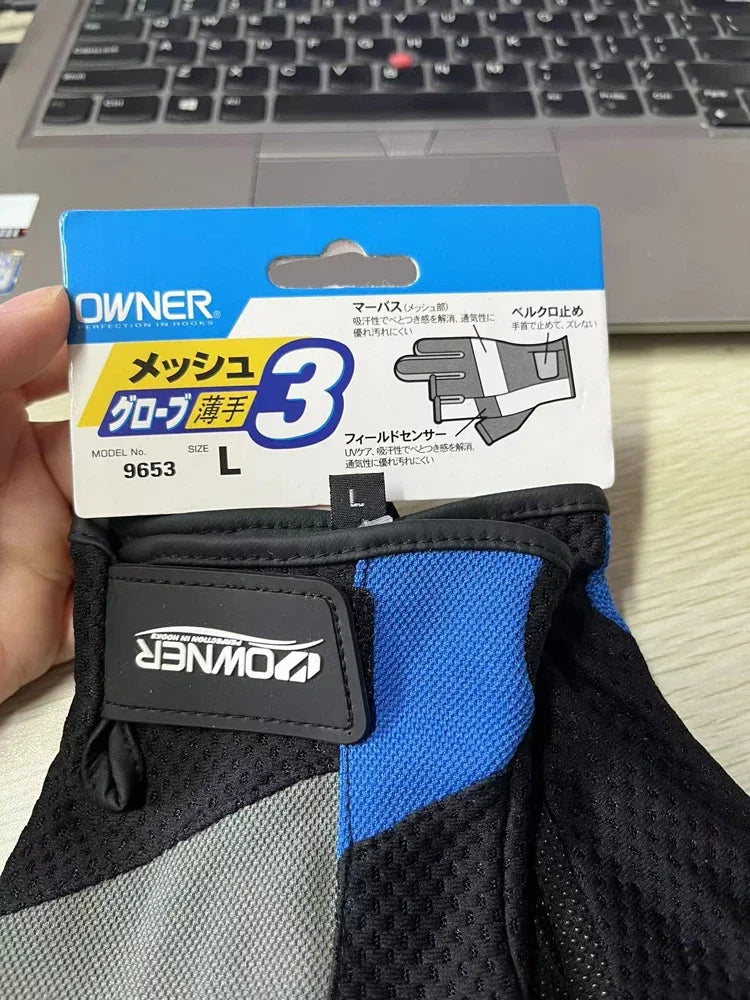 OWNER®
PERFECTION IN HOOKS
メッシュ
グローブ 薄手 3
MODEL No.
9653
SIZE
L
マーバス(メッシュ部)
吸汗性でべとつき感を解消、通気性に
優れ汚れにくい
ベルクロ止め
手首で止めて、ズレない
フィールドセンサー
UVケア、吸汗性でべとつき感を解消、
通気性に優れ汚れにくい
L
OWNER
PERFECTION IN HOOKS